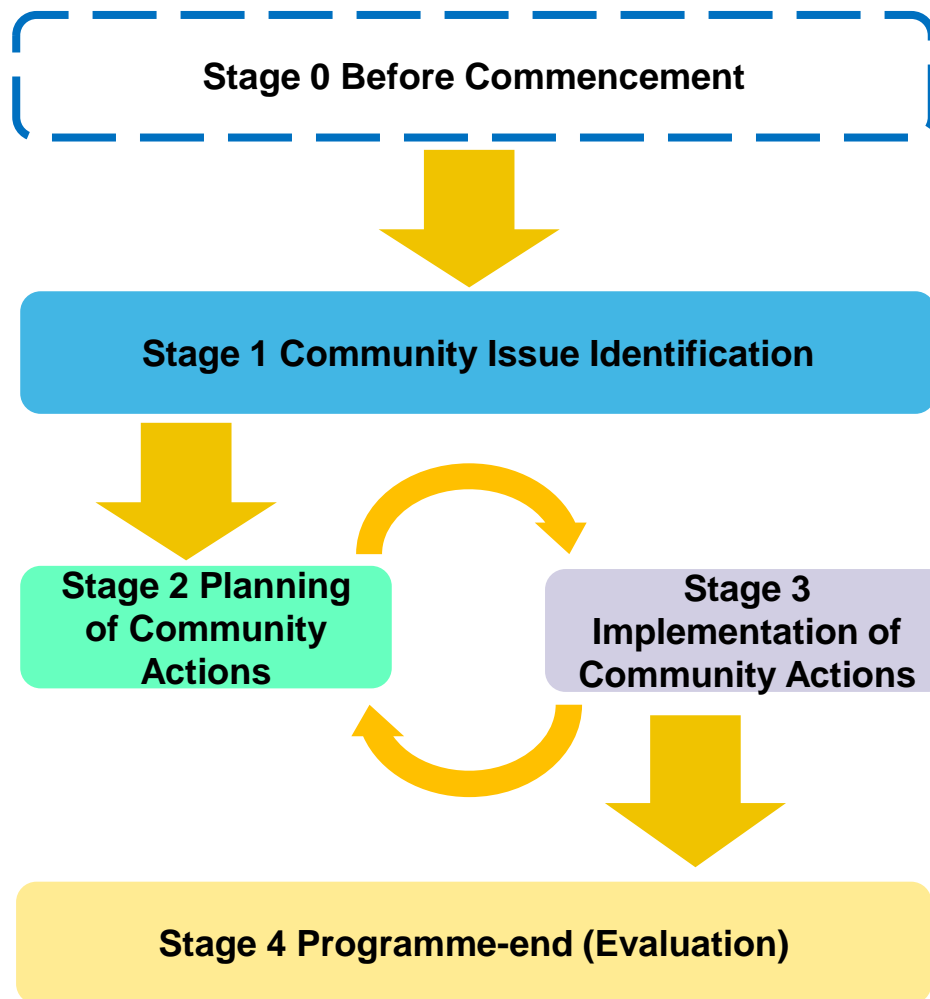 Stage 0 Before Commencement
Stage 1 Community Issue Identification
Stage 2 Planning
of Community
Actions
Stage 3
Implementation of
Community Actions
Stage 4 Programme-end (Evaluation)